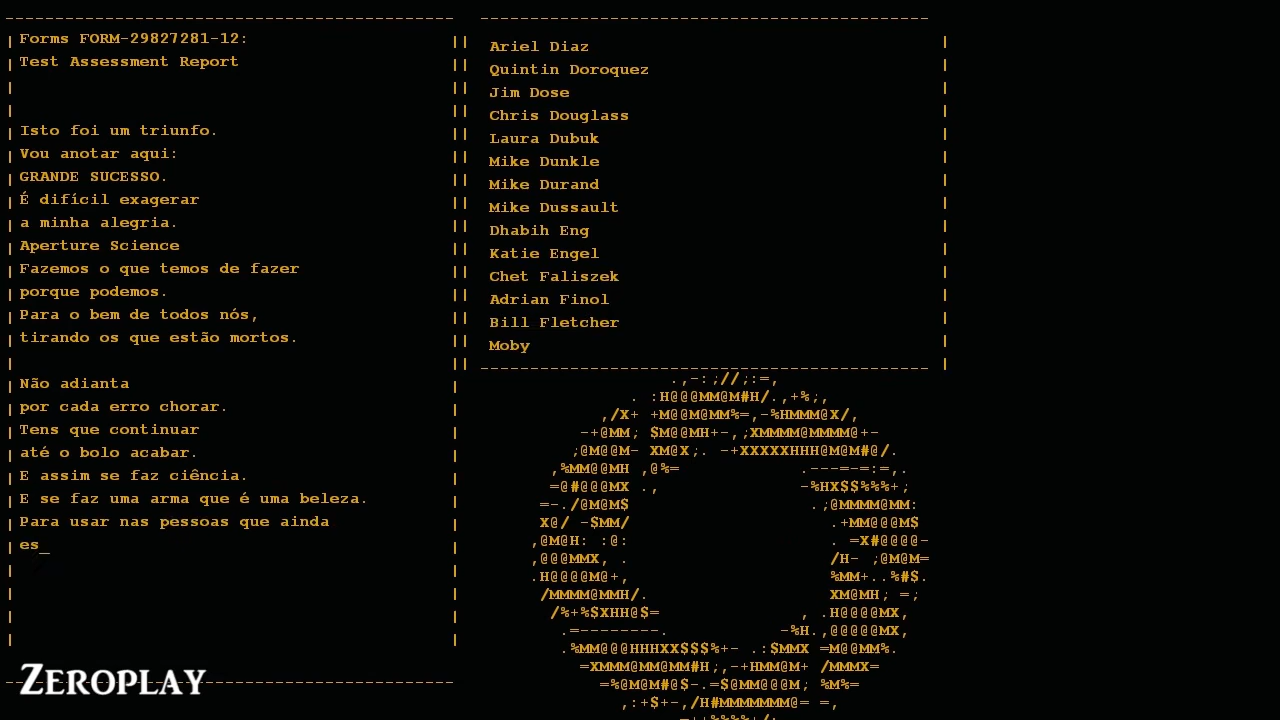 Forms FORM-29827281-12:
Test Assessment Report
Isto foi um triunfo.
Vou anotar aqui:
GRANDE SUCESSO.
É difícil exagerar
a minha alegria.
Aperture Science
Fazemos o que temos de fazer
porque podemos.
Para o bem de todos nós,
tirando os que estão mortos.
Não adianta
por cada erro chorar.
Tens que continuar
até o bolo acabar.
E assim se faz ciência.
E se faz uma arma que é uma beleza.
Para usar nas pessoas que ainda
es_
Ariel Diaz
Quintin Doroquez
Jim Dose
Chris Douglass
Laura Dubuk
Mike Dunkle
Mike Durand
Mike Dussault
Dhabih Eng
Katie Engel
Chet Faliszek
Adrian Finol
Bill Fletcher
Moby
ZEROPLAY